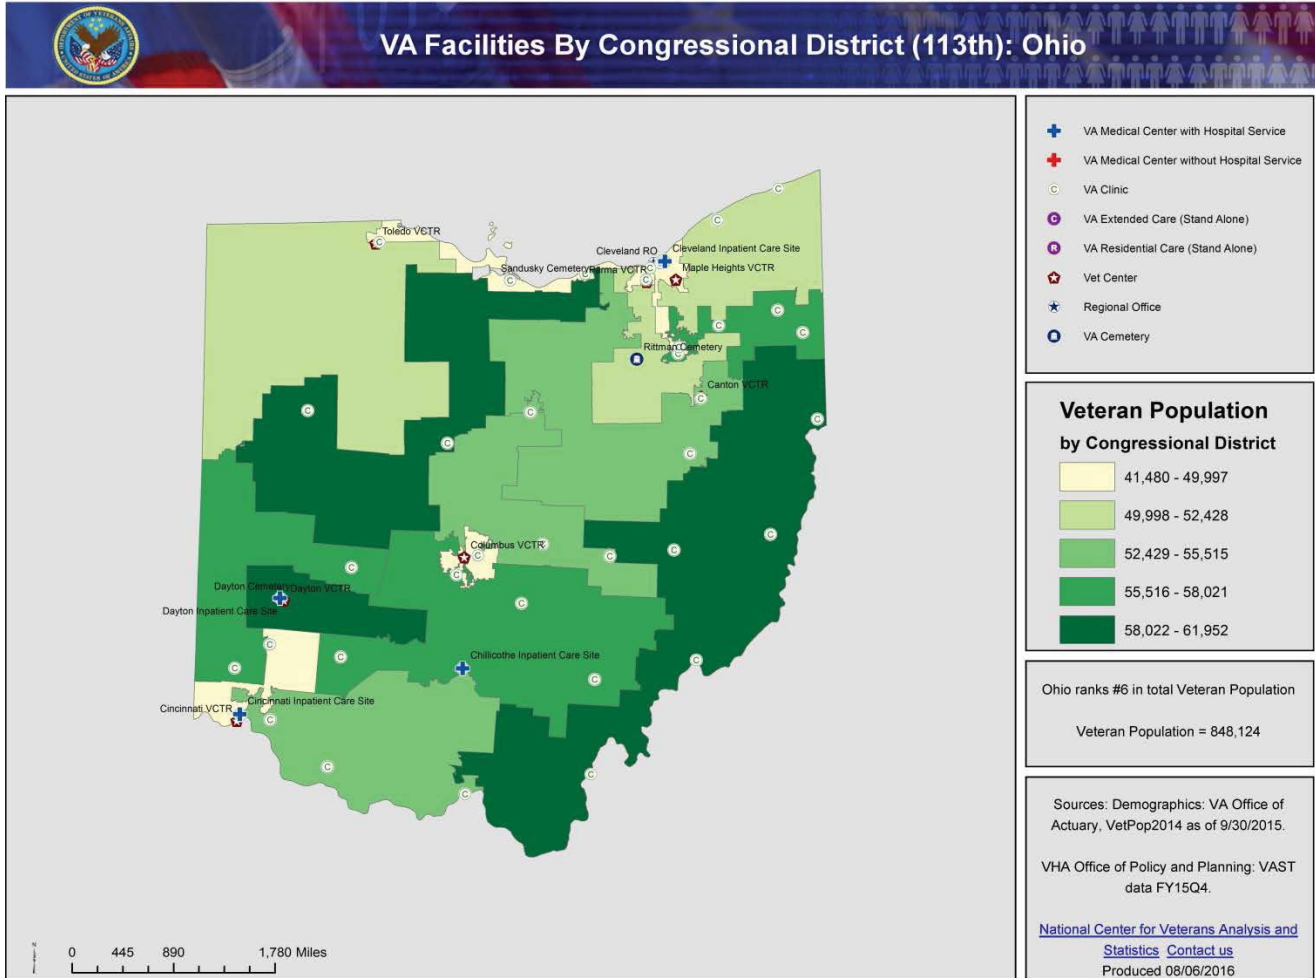 VA Facilities By Congressional District (113th): Ohio
VA Medical Center with Hospital Service
VA Medical Center without Hospital Service
C VA Clinic
C VA Extended Care (Stand Alone)
R VA Residential Care (Stand Alone)
Vet Center
Regional Office
VA Cemetery
Veteran Population
by Congressional District
41,480 - 49,997
49,998 - 52,428
52,429 - 55,515
55,516 - 58,021
58,022 - 61,952
Ohio ranks #6 in total Veteran Population
Veteran Population = 848,124
Sources: Demographics: VA Office of
Actuary, VetPop2014 as of 9/30/2015.
VHA Office of Policy and Planning: VAST
data FY15Q4.
National Center for Veterans Analysis and
Statistics Contact us
Produced 08/06/2016
Toledo VCTR
Cleveland RO
Cleveland Inpatient Care Site
Sandusky Cemetery
Parma VCTR
Maple Heights VCTR
Rittman Cemetery
Canton VCTR
Columbus VCTR
Dayton Cemetery
Dayton VCTR
Dayton Inpatient Care Site
Chillicothe Inpatient Care Site
Cincinnati VCTR
Cincinnati Inpatient Care Site
0 445 890 1,780 Miles